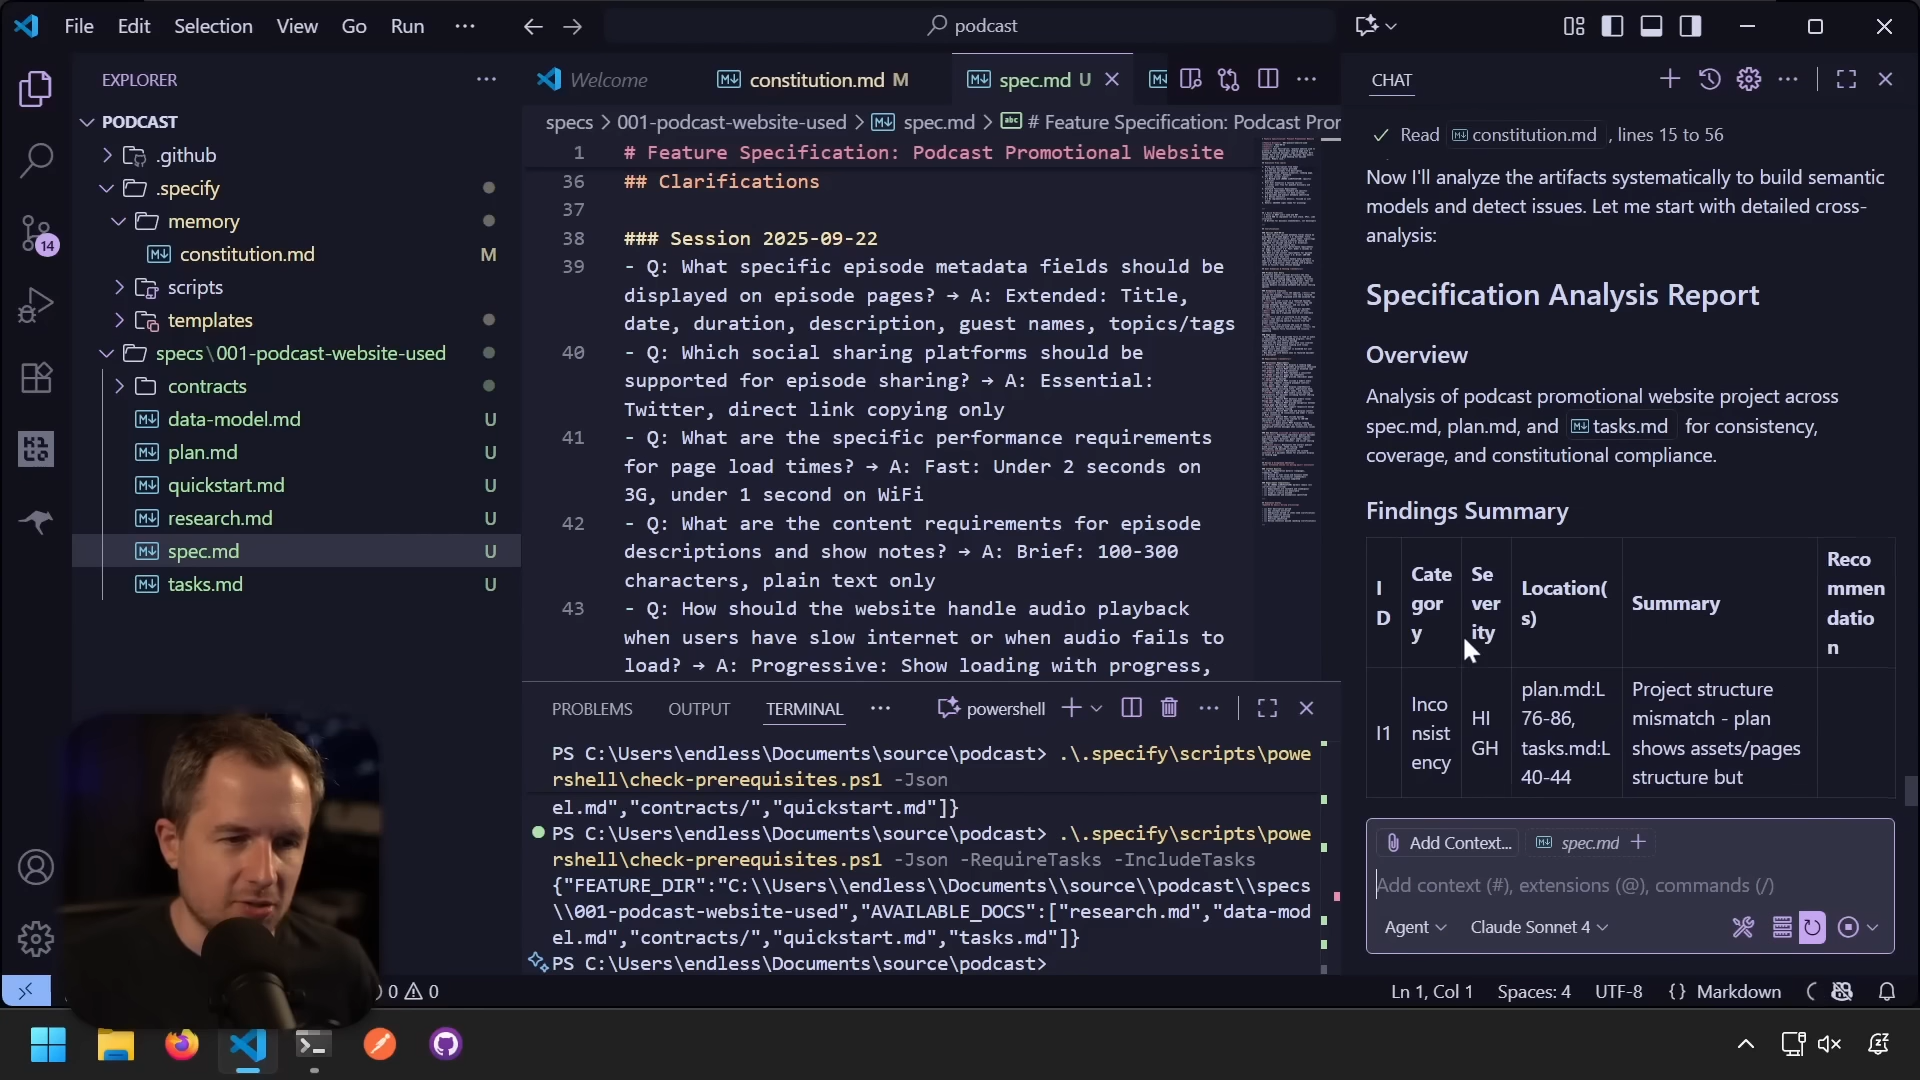 File Edit Selection View Go Run ···
podcast
EXPLORER ···
PODCAST
.github
.specify
memory
constitution.md M
scripts
templates
specs\001-podcast-website-used
contracts
data-model.md U
plan.md U
quickstart.md U
research.md U
spec.md U
tasks.md U
14
Welcome constitution.md M spec.md U
specs > 001-podcast-website-used > spec.md > # Feature Specification: Podcast Pror
1 # Feature Specification: Podcast Promotional Website
36 ## Clarifications
37
38 ### Session 2025-09-22
39 - Q: What specific episode metadata fields should be
displayed on episode pages? → A: Extended: Title,
date, duration, description, guest names, topics/tags
40 - Q: Which social sharing platforms should be
supported for episode sharing? → A: Essential:
Twitter, direct link copying only
41 - Q: What are the specific performance requirements
for page load times? → A: Fast: Under 2 seconds on
3G, under 1 second on WiFi
42 - Q: What are the content requirements for episode
descriptions and show notes? → A: Brief: 100-300
characters, plain text only
43 - Q: How should the website handle audio playback
when users have slow internet or when audio fails to
load? → A: Progressive: Show loading with progress,
PROBLEMS OUTPUT TERMINAL ··· powershell
PS C:\Users\endless\Documents\source\podcast> .\.specify\scripts\powe
rshell\check-prerequisites.ps1 -Json
el.md","contracts/","quickstart.md"]}
PS C:\Users\endless\Documents\source\podcast> .\.specify\scripts\powe
rshell\check-prerequisites.ps1 -Json -RequireTasks -IncludeTasks
{"FEATURE_DIR":"C:\\Users\\endless\\Documents\\source\\podcast\\specs
\\001-podcast-website-used","AVAILABLE_DOCS":["research.md","data-mod
el.md","contracts/","quickstart.md","tasks.md"]}
PS C:\Users\endless\Documents\source\podcast>
CHAT
Read constitution.md , lines 15 to 56
Now I'll analyze the artifacts systematically to build semantic
models and detect issues. Let me start with detailed cross-
analysis:
Specification Analysis Report
Overview
Analysis of podcast promotional website project across
spec.md, plan.md, and tasks.md for consistency,
coverage, and constitutional compliance.
Findings Summary
I
D
Cate
gor
y
Se
ver
ity
Location(
s)
Summary
Reco
mmen
datio
n
I1
Inco
nsist
ency
HI
GH
plan.md:L
76-86,
tasks.md:L
40-44
Project structure
mismatch - plan
shows assets/pages
structure but
Add Context... spec.md +
Add context (#), extensions (@), commands (/)
Agent Claude Sonnet 4
0 0
Ln 1, Col 1 Spaces: 4 UTF-8 {} Markdown